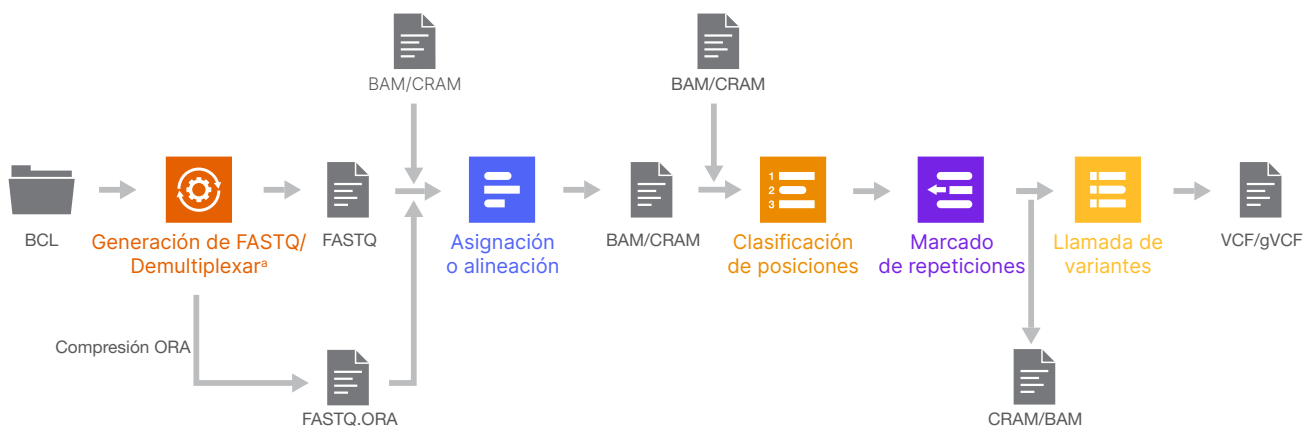 BAM/CRAM
BAM/CRAM
1
2
3
BCL
Generación de FASTQ/
Demultiplexarª
FASTQ
Asignación
o alineación
BAM/CRAM
Clasificación
de posiciones
Marcado
de repeticiones
Llamada de
variantes
VCF/gVCF
Compresión ORA
FASTQ.ORA
CRAM/BAM